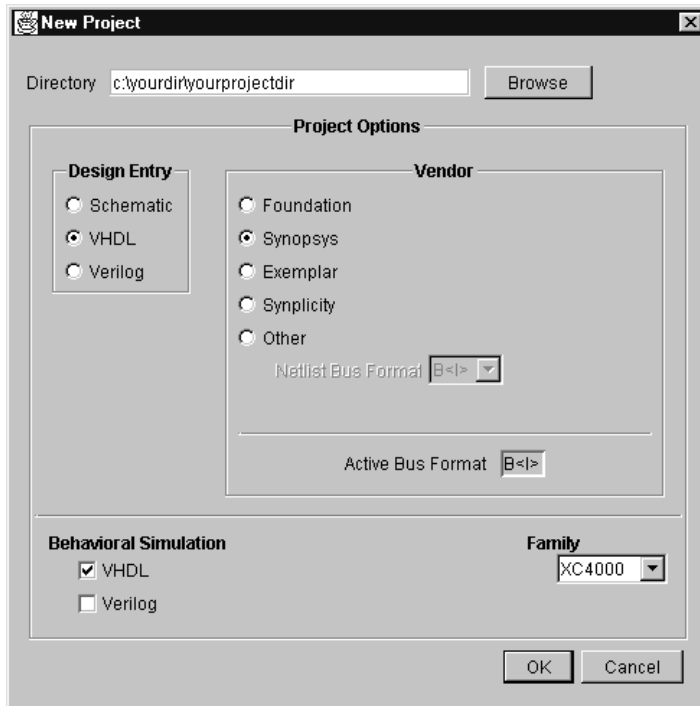 New Project
Directory c:\yourdir\yourprojectdir Browse
Project Options
Design Entry
Schematic
VHDL
Verilog
Vendor
Foundation
Synopsys
Exemplar
Synplicity
Other
Netlist Bus Format B<I>
Active Bus Format B<I>
Behavioral Simulation
VHDL
Verilog
Family
XC4000
OK Cancel